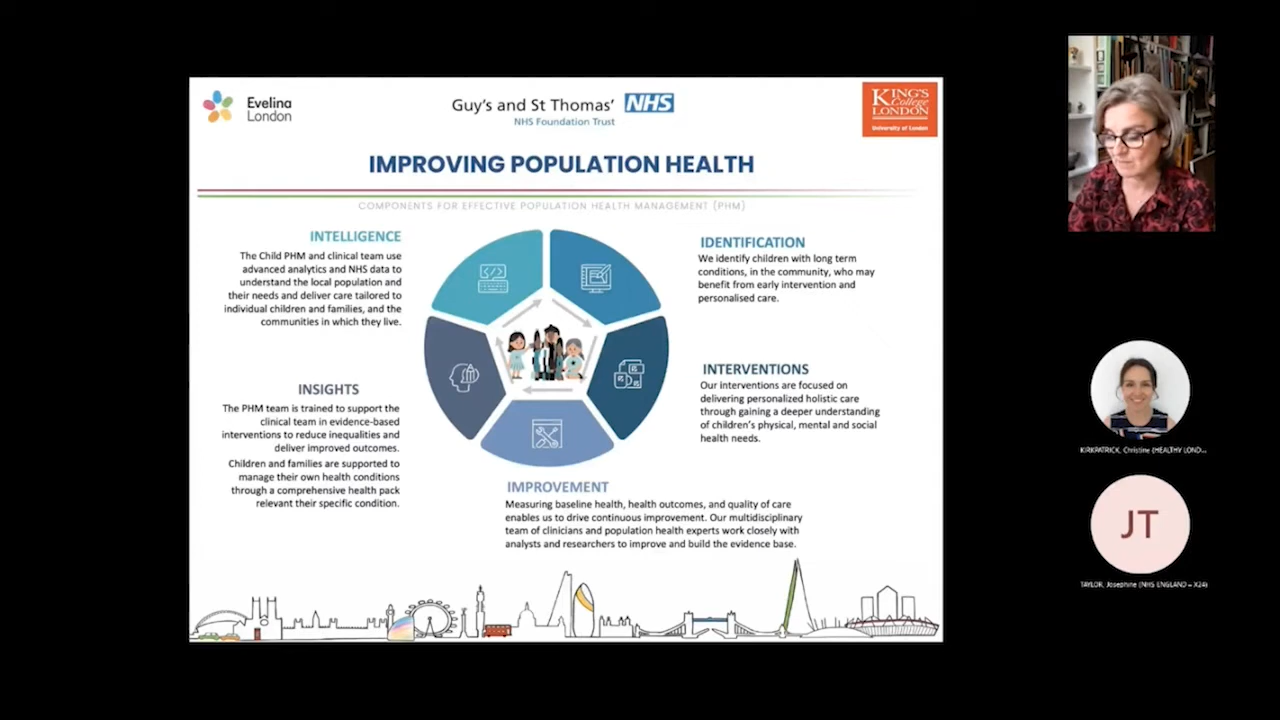 Evelina
London
Guy's and St Thomas' NHS
NHS Foundation Trust
KING'S
College
LONDON
University of London
IMPROVING POPULATION HEALTH
COMPONENTS FOR EFFECTIVE POPULATION HEALTH MANAGEMENT (PHM)
INTELLIGENCE
The Child PHM and clinical team use
advanced analytics and NHS data to
understand the local population and
their needs and deliver care tailored to
individual children and families, and the
communities in which they live.
IDENTIFICATION
We identify children with long term
conditions, in the community, who may
benefit from early intervention and
personalised care.
INSIGHTS
The PHM team is trained to support the
clinical team in evidence-based
interventions to reduce inequalities and
deliver improved outcomes.
Children and families are supported to
manage their own health conditions
through a comprehensive health pack
relevant their specific condition.
INTERVENTIONS
Our interventions are focused on
delivering personalized holistic care
through gaining a deeper understanding
of children's physical, mental and social
health needs.
IMPROVEMENT
Measuring baseline health, health outcomes, and quality of care
enables us to drive continuous improvement. Our multidisciplinary
team of clinicians and population health experts work closely with
analysts and researchers to improve and build the evidence base.
KIRKPATRICK, Christine (HEALTHY LOND...
JT
TAYLOR, Josephine (NHS ENGLAND – X24)